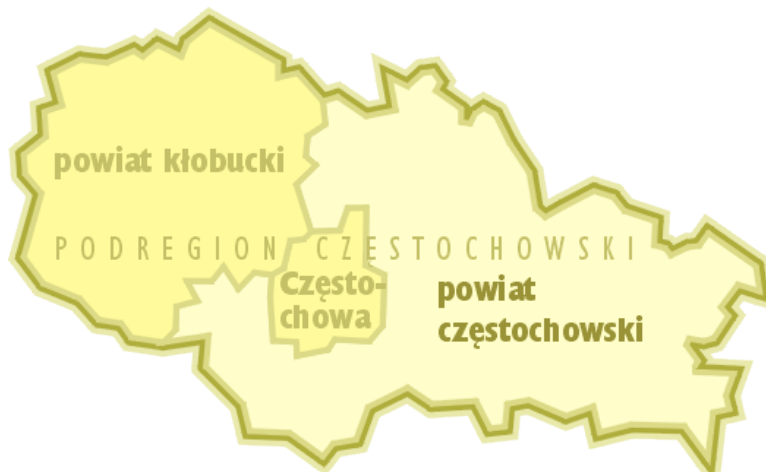 powiat kłobucki
PODREGION CZĘSTOCHOWSKI
Często-
chowa
powiat
częstochowski